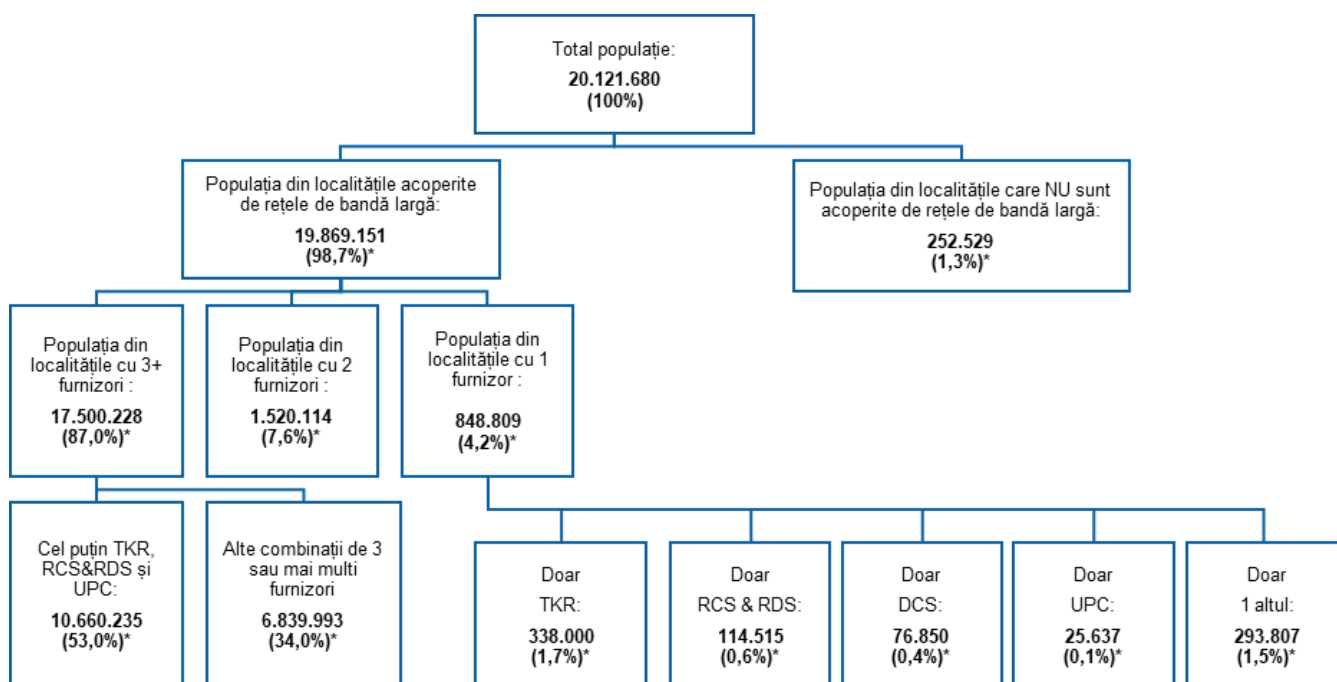 Total populație:
20.121.680
(100%)
Populația din localitățile acoperite
de rețele de bandă largă:
19.869.151
(98,7%)*
Populația din localitățile care NU sunt
acoperite de rețele de bandă largă:
252.529
(1,3%)*
Populația din
localitățile cu 3+
furnizori :
17.500.228
(87,0%)*
Populația din
localitățile cu 2
furnizori :
1.520.114
(7,6%)*
Populația din
localitățile cu 1
furnizor :
848.809
(4,2%)*
Cel puțin TKR,
RCS&RDS și
UPC:
10.660.235
(53,0%)*
Alte combinații de 3
sau mai multi
furnizori
6.839.993
(34,0%)*
Doar
TKR:
338.000
(1,7%)*
Doar
RCS & RDS:
114.515
(0,6%)*
Doar
DCS:
76.850
(0,4%)*
Doar
UPC:
25.637
(0,1%)*
Doar
1 altul:
293.807
(1,5%)*